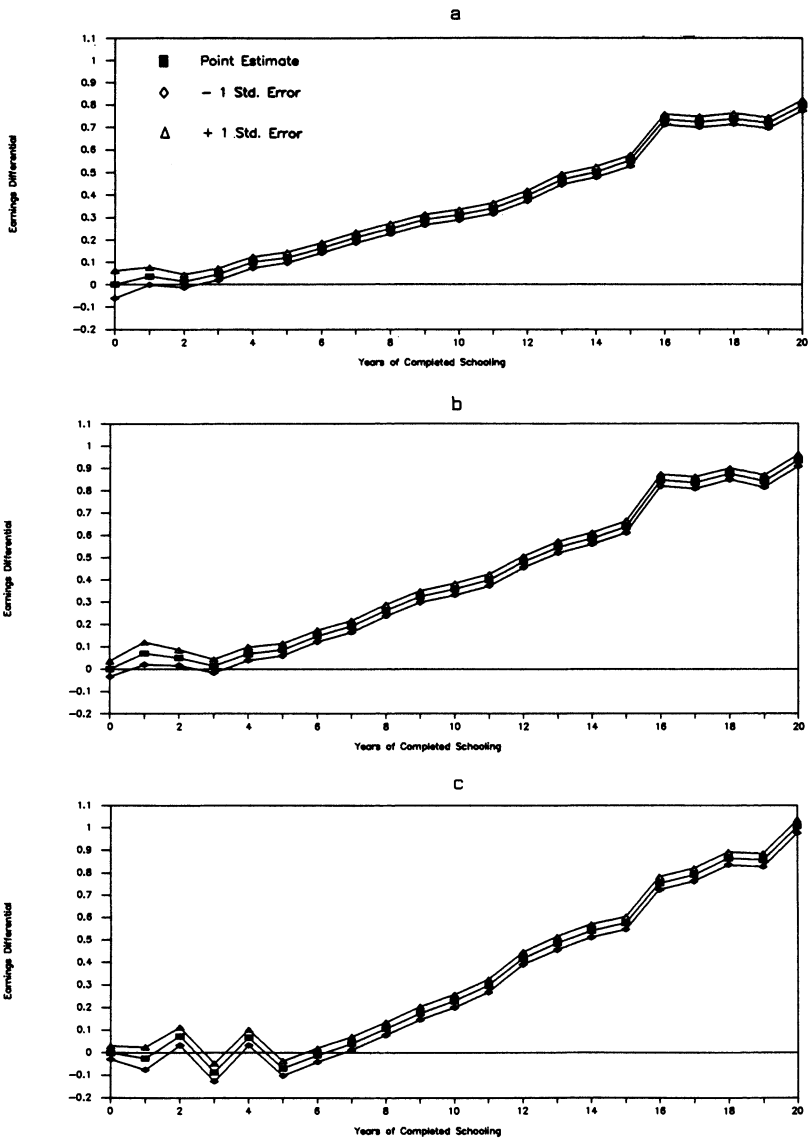 a
1.1
1
0.9
0.8
0.7
0.6
0.5
0.4
0.3
0.2
0.1
0
−0.1
−0.2
Earnings Differential
Point Estimate
− 1 Std. Error
+ 1 Std. Error
0 2 4 6 8 10 12 14 16 18 20
Years of Completed Schooling
b
1.1
1
0.9
0.8
0.7
0.6
0.5
0.4
0.3
0.2
0.1
0
−0.1
−0.2
Earnings Differential
0 2 4 6 8 10 12 14 16 18 20
Years of Completed Schooling
c
1.1
1
0.9
0.8
0.7
0.6
0.5
0.4
0.3
0.2
0.1
0
−0.1
−0.2
Earnings Differential
0 2 4 6 8 10 12 14 16 18 20
Years of Completed Schooling